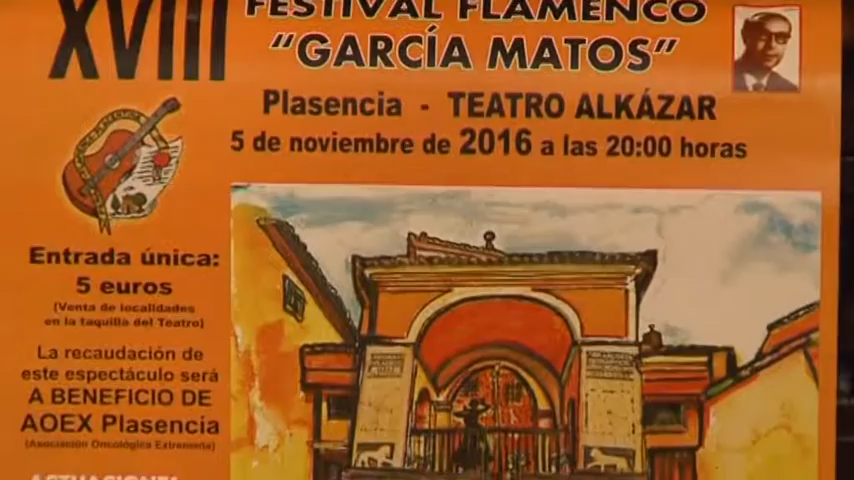 XVIII FESTIVAL FLAMENCO
"GARCÍA MATOS"
Plasencia - TEATRO ALKÁZAR
5 de noviembre de 2016 a las 20:00 horas
Entrada única:
5 euros
(Venta de localidades
en la taquilla del Teatro)
La recaudación de
este espectáculo será
A BENEFICIO DE
AOEX Plasencia
(Asociación Oncológica Extremeña)
ACTUACIONES